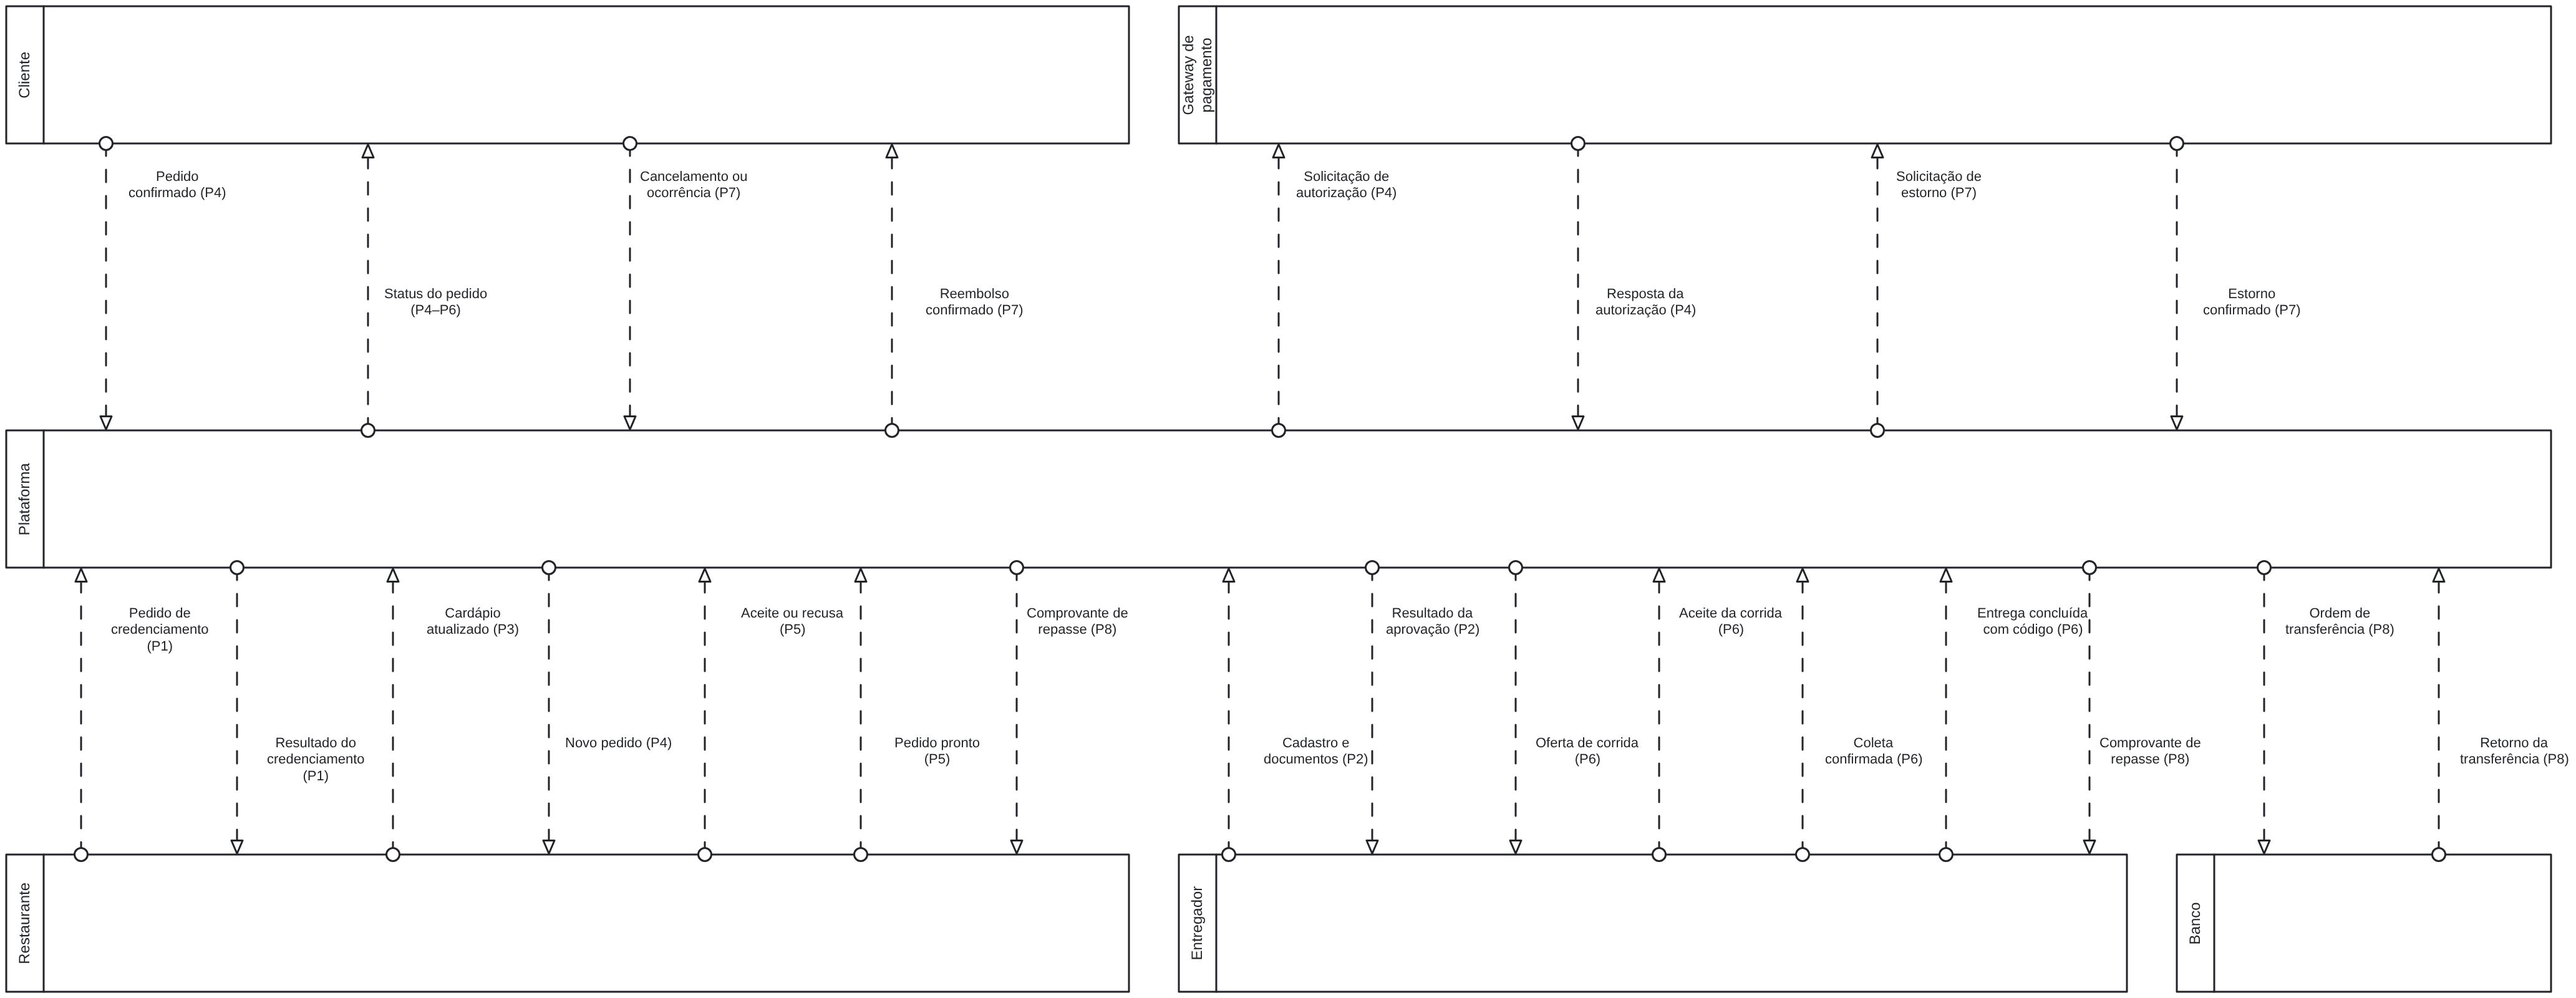 Cliente
Gateway de
pagamento
Pedido
confirmado (P4)
Cancelamento ou
ocorrência (P7)
Solicitação de
autorização (P4)
Solicitação de
estorno (P7)
Status do pedido
(P4–P6)
Reembolso
confirmado (P7)
Resposta da
autorização (P4)
Estorno
confirmado (P7)
Plataforma
Pedido de
credenciamento
(P1)
Cardápio
atualizado (P3)
Aceite ou recusa
(P5)
Comprovante de
repasse (P8)
Resultado da
aprovação (P2)
Aceite da corrida
(P6)
Entrega concluída
com código (P6)
Ordem de
transferência (P8)
Resultado do
credenciamento
(P1)
Novo pedido (P4)
Pedido pronto
(P5)
Cadastro e
documentos (P2)
Oferta de corrida
(P6)
Coleta
confirmada (P6)
Comprovante de
repasse (P8)
Retorno da
transferência (P8)
Restaurante
Entregador
Banco